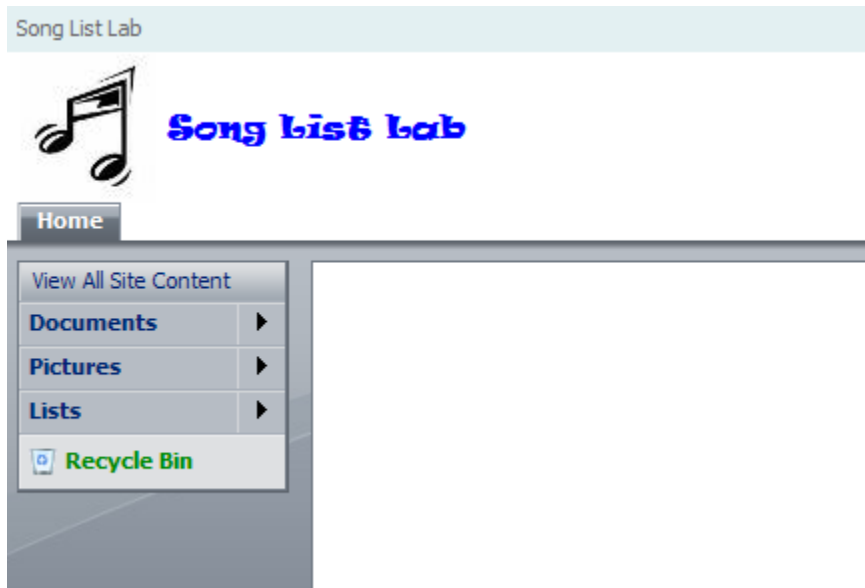 Song List Lab
Song List Lab
Home
View All Site Content
Documents
Pictures
Lists
Recycle Bin